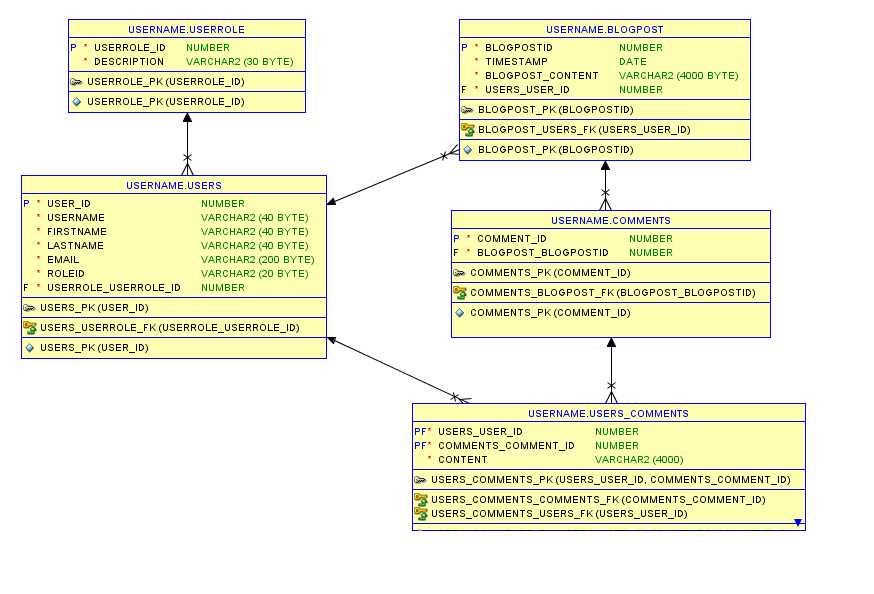 USERNAME.USERROLE
P * USERROLE_ID NUMBER
* DESCRIPTION VARCHAR2 (30 BYTE)
USERROLE_PK (USERROLE_ID)
USERROLE_PK (USERROLE_ID)
USERNAME.BLOGPOST
P * BLOGPOSTID NUMBER
* TIMESTAMP DATE
* BLOGPOST_CONTENT VARCHAR2 (4000 BYTE)
F * USERS_USER_ID NUMBER
BLOGPOST_PK (BLOGPOSTID)
BLOGPOST_USERS_FK (USERS_USER_ID)
BLOGPOST_PK (BLOGPOSTID)
USERNAME.USERS
P * USER_ID NUMBER
* USERNAME VARCHAR2 (40 BYTE)
* FIRSTNAME VARCHAR2 (40 BYTE)
* LASTNAME VARCHAR2 (40 BYTE)
* EMAIL VARCHAR2 (200 BYTE)
* ROLEID VARCHAR2 (20 BYTE)
F * USERROLE_USERROLE_ID NUMBER
USERS_PK (USER_ID)
USERS_USERROLE_FK (USERROLE_USERROLE_ID)
USERS_PK (USER_ID)
USERNAME.COMMENTS
P * COMMENT_ID NUMBER
F * BLOGPOST_BLOGPOSTID NUMBER
COMMENTS_PK (COMMENT_ID)
COMMENTS_BLOGPOST_FK (BLOGPOST_BLOGPOSTID)
COMMENTS_PK (COMMENT_ID)
USERNAME.USERS_COMMENTS
PF* USERS_USER_ID NUMBER
PF* COMMENTS_COMMENT_ID NUMBER
* CONTENT VARCHAR2 (4000)
USERS_COMMENTS_PK (USERS_USER_ID, COMMENTS_COMMENT_ID)
USERS_COMMENTS_COMMENTS_FK (COMMENTS_COMMENT_ID)
USERS_COMMENTS_USERS_FK (USERS_USER_ID)